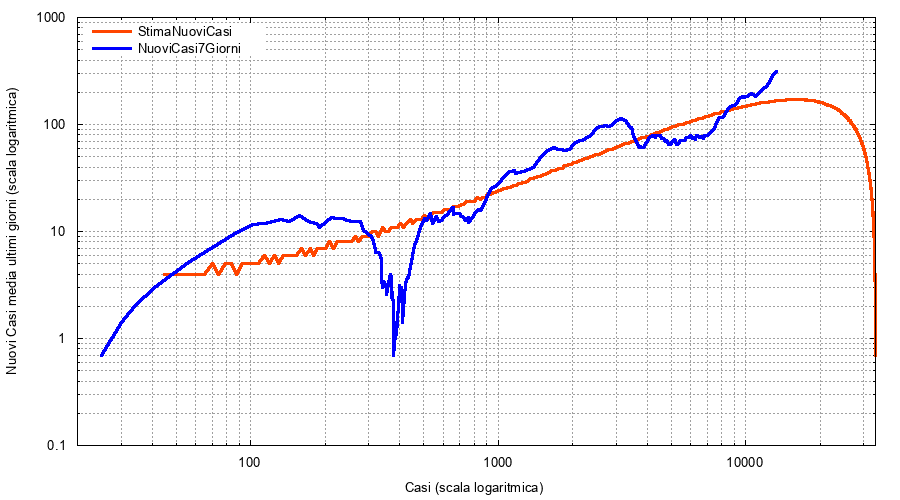 1000
StimaNuoviCasi
NuoviCasi7Giorni
100
10
1
0.1
Nuovi Casi media ultimi giorni (scala logaritmica)
100
1000
10000
Casi (scala logaritmica)